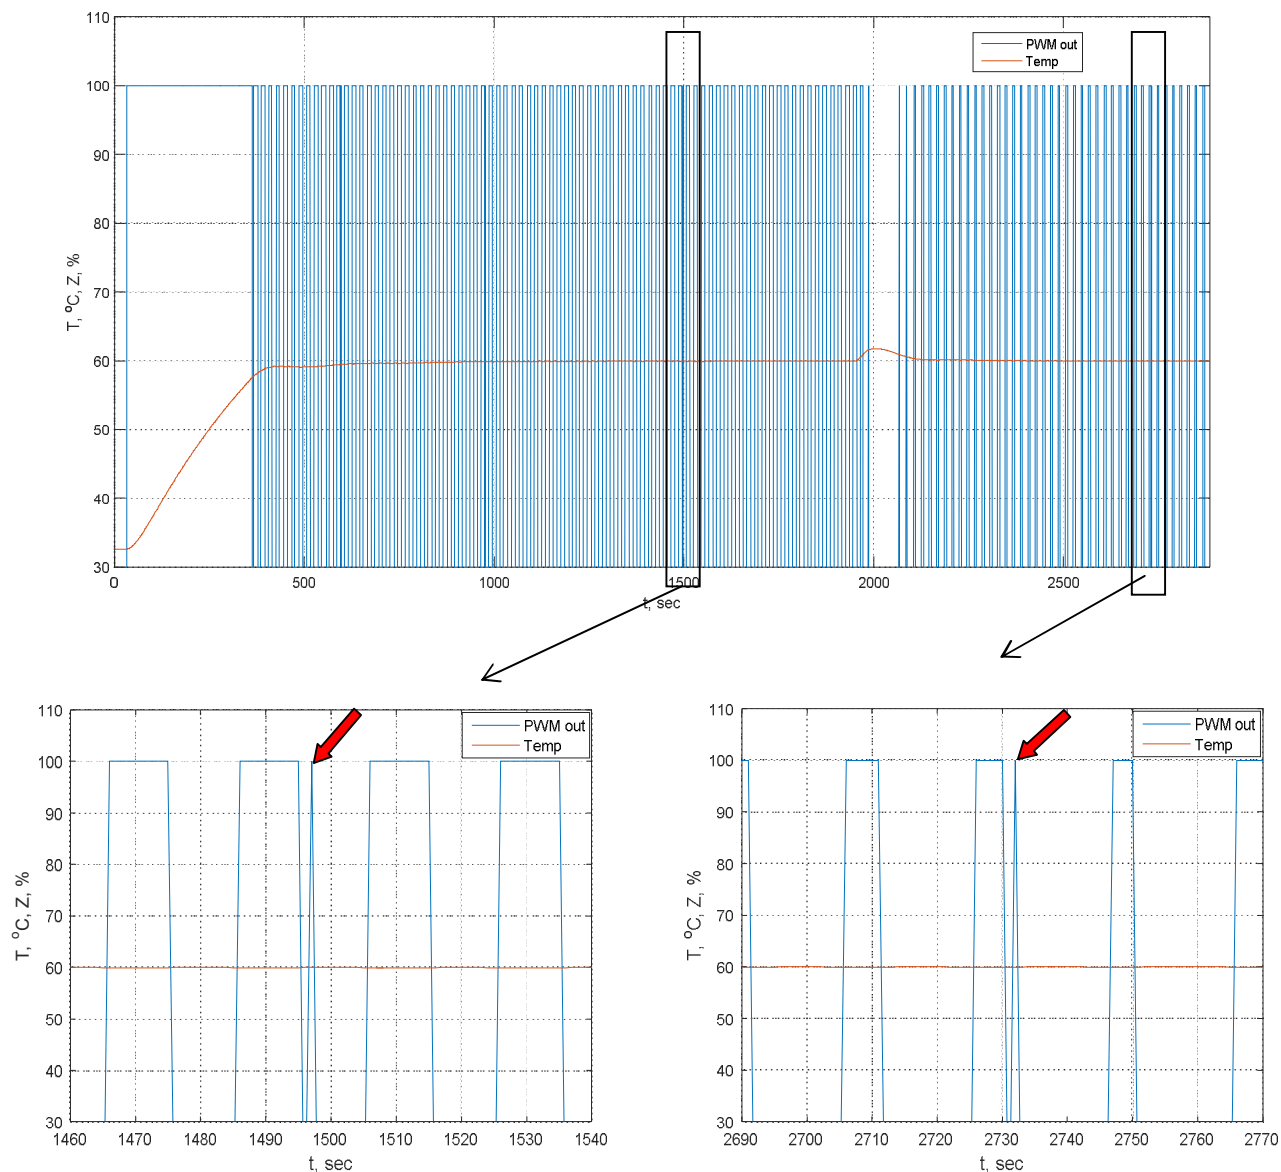 110
100
90
80
70
60
50
40
30
T, °C, Z, %
PWM out
Temp
0 500 1000 1500 2000 2500
t, sec
110
100
90
80
70
60
50
40
30
T, °C, Z, %
PWM out
Temp
1460 1470 1480 1490 1500 1510 1520 1530 1540
t, sec
110
100
90
80
70
60
50
40
30
T, °C, Z, %
PWM out
Temp
2690 2700 2710 2720 2730 2740 2750 2760 2770
t, sec